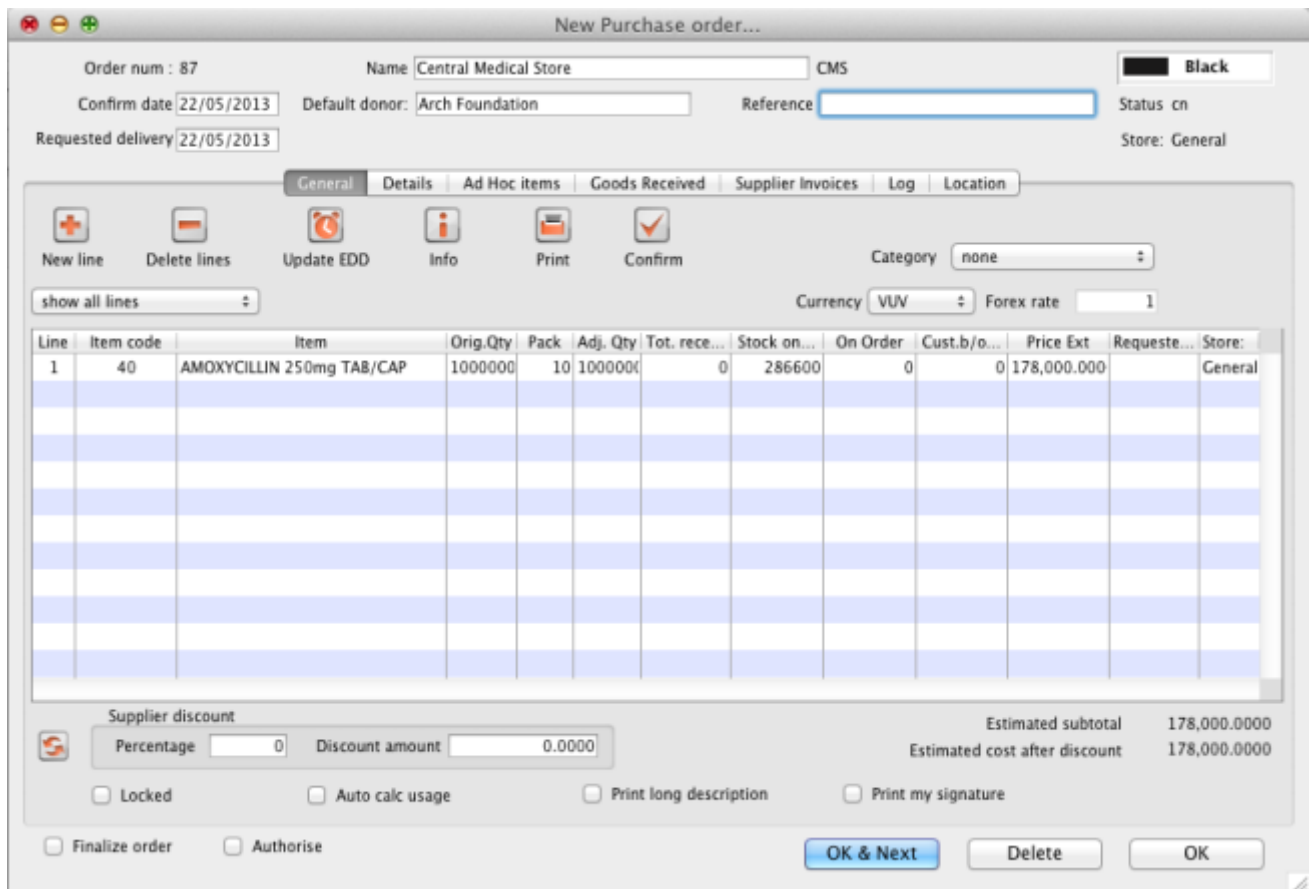 New Purchase order...
Order num : 87 Name Central Medical Store CMS Black
Confirm date 22/05/2013 Default donor: Arch Foundation Reference Status cn
Requested delivery 22/05/2013 Store: General
General Details Ad Hoc items Goods Received Supplier Invoices Log Location
New line Delete lines Update EDD Info Print Confirm Category none
show all lines Currency VUV Forex rate 1
Line Item code Item Orig.Qty Pack Adj. Qty Tot. rece... Stock on... On Order Cust.b/o... Price Ext Requeste... Store:
1 40 AMOXYCILLIN 250mg TAB/CAP 1000000 10 1000000 0 286600 0 0 178,000.000 General
Supplier discount
Percentage 0 Discount amount 0.0000
Estimated subtotal 178,000.0000
Estimated cost after discount 178,000.0000
Locked Auto calc usage Print long description Print my signature
Finalize order Authorise OK & Next Delete OK